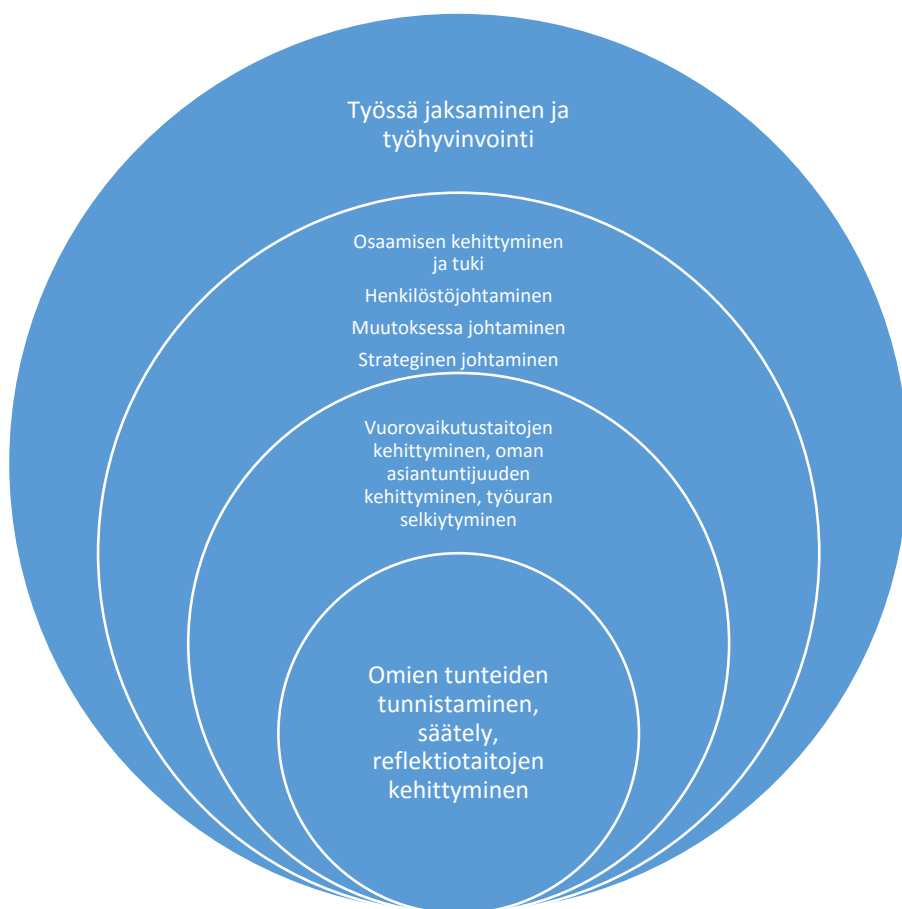 Työssä jaksaminen ja
työhyvinvointi
Osaamisen kehittyminen
ja tuki
Henkilöstöjohtaminen
Muutoksessa johtaminen
Strateginen johtaminen
Vuorovaikutustaitojen
kehittyminen, oman
asiantuntijuuden
kehittyminen, työuran
selkiytyminen
Omien tunteiden
tunnistaminen,
säätely,
reflektiotaitojen
kehittyminen